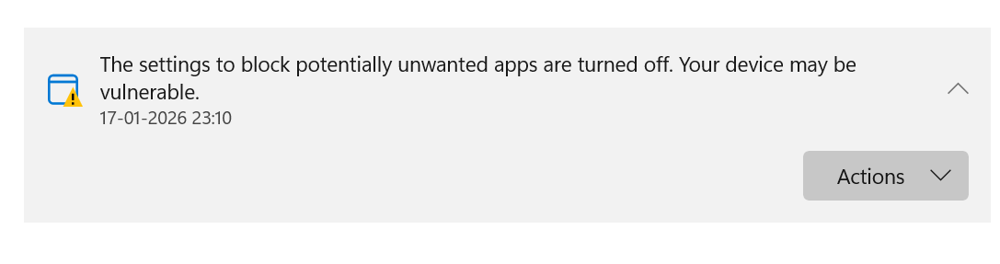 The settings to block potentially unwanted apps are turned off. Your device may be
vulnerable.
17-01-2026 23:10
Actions